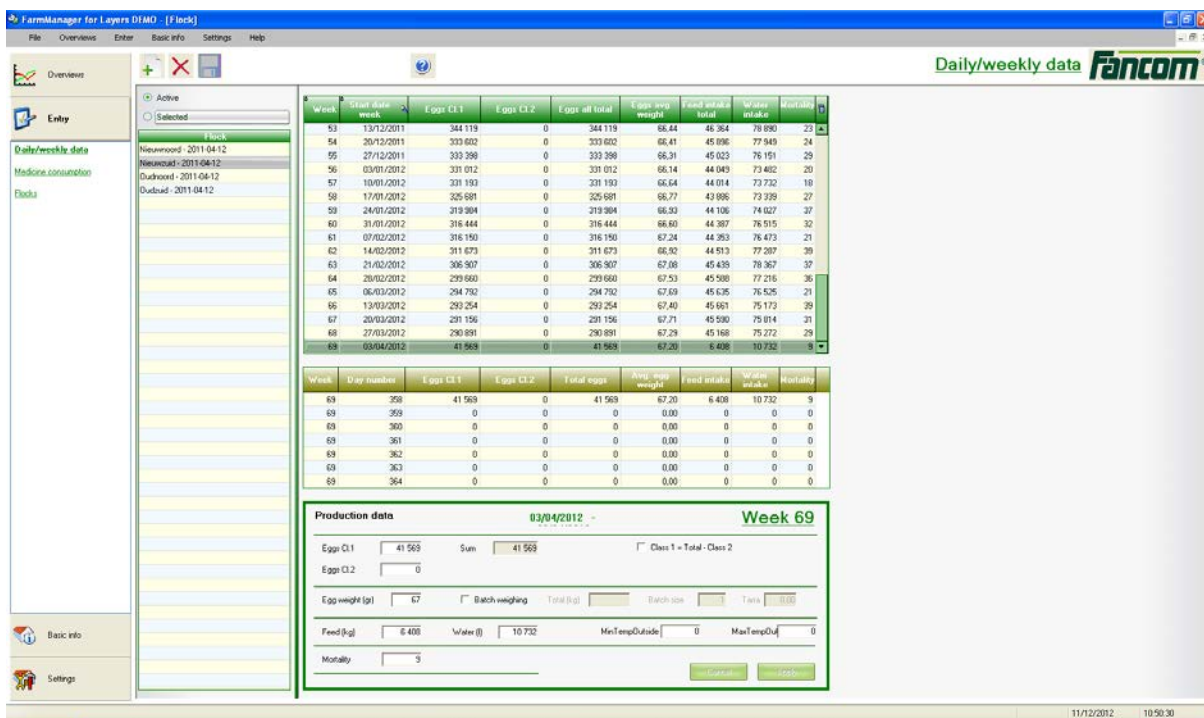 FarmManager for Layers DEMO - [Flock]
File Overviews Enter Basic info Settings Help
Overviews
Daily/weekly data Fancom
Entry
Daily/weekly data
Medicine consumption
Flocks
Active
Selected
Flock
Nieuwnoord - 2011-04-12
Nieuwzuid - 2011-04-12
Oudnoord - 2011-04-12
Oudzuid - 2011-04-12
Week Start date week Eggs Cl.1 Eggs Cl.2 Eggs all total Eggs avg weight Feed intake total Water intake Mortality
53 13/12/2011 344 119 0 344 119 66,44 46 364 78 890 23
54 20/12/2011 333 602 0 333 602 66,41 45 896 77 949 24
55 27/12/2011 333 398 0 333 398 66,31 45 023 76 151 29
56 03/01/2012 331 012 0 331 012 66,14 44 049 73 482 20
57 10/01/2012 331 193 0 331 193 66,64 44 014 73 732 18
58 17/01/2012 325 681 0 325 681 66,77 43 886 73 339 27
59 24/01/2012 319 984 0 319 984 66,93 44 106 74 027 37
60 31/01/2012 316 444 0 316 444 66,60 44 387 76 515 32
61 07/02/2012 316 150 0 316 150 67,24 44 353 76 473 21
62 14/02/2012 311 673 0 311 673 66,92 44 513 77 287 39
63 21/02/2012 306 907 0 306 907 67,08 45 439 78 367 37
64 28/02/2012 299 660 0 299 660 67,53 45 588 77 216 36
65 06/03/2012 294 792 0 294 792 67,69 45 635 76 525 21
66 13/03/2012 293 254 0 293 254 67,40 45 661 75 173 39
67 20/03/2012 291 156 0 291 156 67,71 45 590 75 814 31
68 27/03/2012 290 891 0 290 891 67,29 45 168 75 272 29
69 03/04/2012 41 569 0 41 569 67,20 6 408 10 732 9
Week Day number Eggs Cl.1 Eggs Cl.2 Total eggs Avg. egg weight Feed intake Water intake Mortality
69 358 41 569 0 41 569 67,20 6 408 10 732 9
69 359 0 0 0 0,00 0 0 0
69 360 0 0 0 0,00 0 0 0
69 361 0 0 0 0,00 0 0 0
69 362 0 0 0 0,00 0 0 0
69 363 0 0 0 0,00 0 0 0
69 364 0 0 0 0,00 0 0 0
Production data 03/04/2012 - Week 69
Eggs Cl.1 41 569 Sum 41 569 Class 1 = Total - Class 2
Eggs Cl.2 0
Egg weight (gr) 67 Batch weighing Total (kg) Batch size 1 Tarra 0.00
Feed (kg) 6 408 Water (l) 10 732 MinTempOutside 0 MaxTempOut 0
Mortality 9
Cancel Apply
Basic info
Settings
11/12/2012 10:50:30